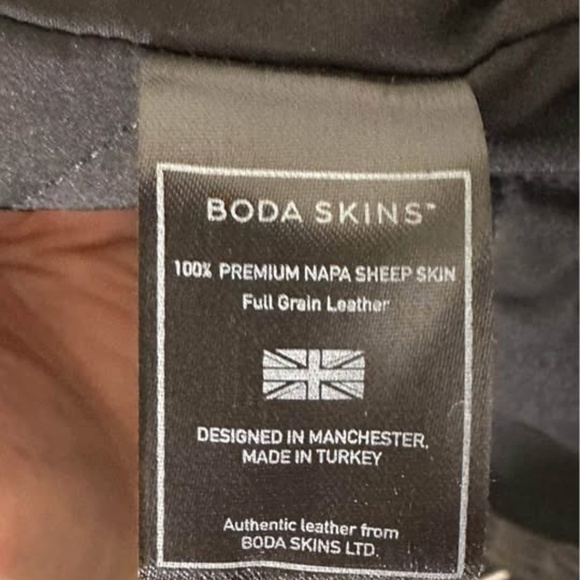 BODA SKINS™
100% PREMIUM NAPA SHEEP SKIN
Full Grain Leather
DESIGNED IN MANCHESTER,
MADE IN TURKEY
Authentic leather from
BODA SKINS LTD.